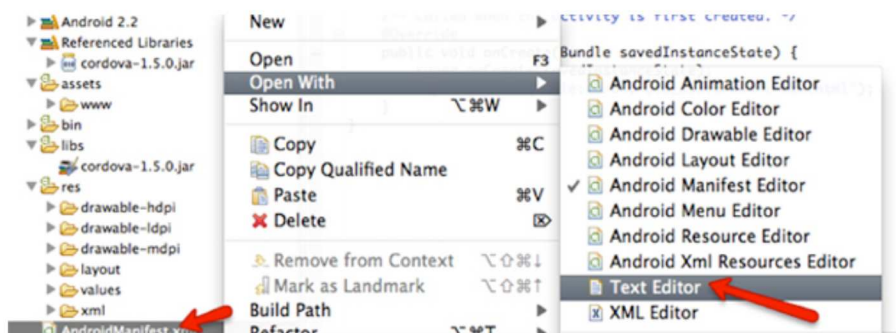 Android 2.2
Referenced Libraries
cordova-1.5.0.jar
assets
www
bin
libs
cordova-1.5.0.jar
res
drawable-hdpi
drawable-ldpi
drawable-mdpi
layout
values
xml
AndroidManifest.xml
New
Open F3
Open With
Show In ⌥⌘W
Copy ⌘C
Copy Qualified Name
Paste ⌘V
Delete ⌦
Remove from Context ⌥⇧⌘↓
Mark as Landmark ⌥⇧⌘↑
Build Path
Refactor ⌥⌘T
ctivity is first created. */
public void onCreate(Bundle savedInstanceState) {
Android Animation Editor
Android Color Editor
Android Drawable Editor
Android Layout Editor
✓ Android Manifest Editor
Android Menu Editor
Android Resource Editor
Android Xml Resources Editor
Text Editor
XML Editor